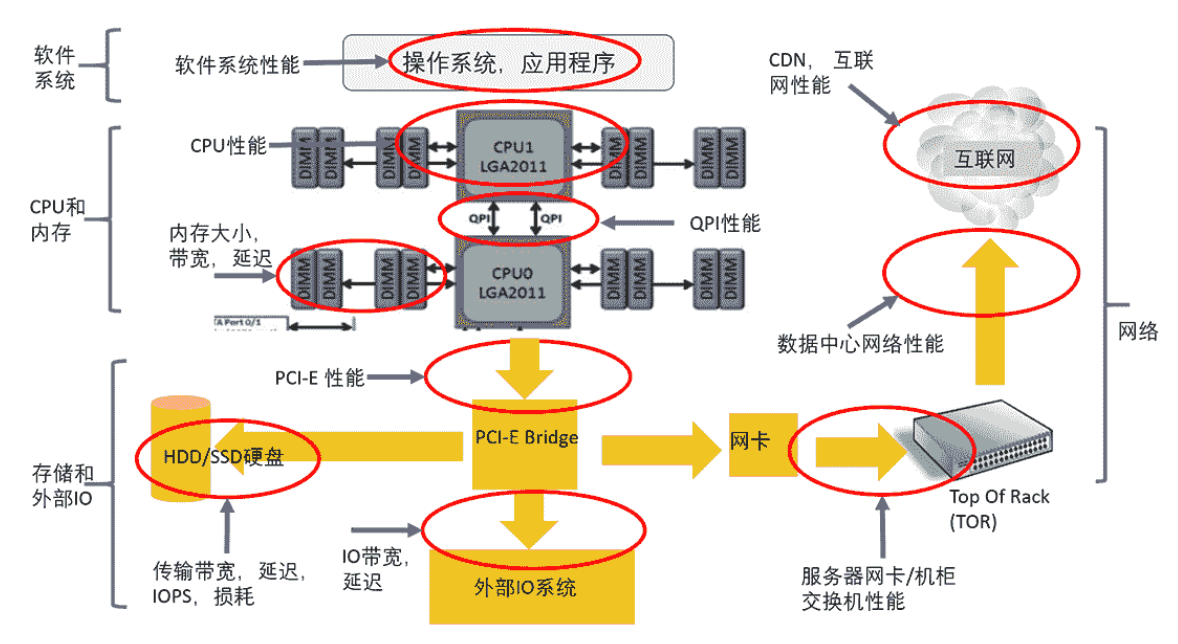 软件
系统
软件系统性能
操作系统，应用程序
CDN， 互联
网性能
互联网
CPU和
内存
CPU性能
DIMM DIMM DIMM DIMM
CPU1
LGA2011
DIMM DIMM DIMM DIMM
QPI QPI
QPI性能
内存大小，
带宽，延迟
DIMM DIMM DIMM DIMM
CPU0
LGA2011
DIMM DIMM DIMM DIMM
TA Port 0/1
数据中心网络性能
网络
PCI-E 性能
存储和
外部IO
HDD/SSD硬盘
PCI-E Bridge
网卡
Top Of Rack
(TOR)
传输带宽，延迟，
IOPS，损耗
IO带宽，
延迟
外部IO系统
服务器网卡/机柜
交换机性能